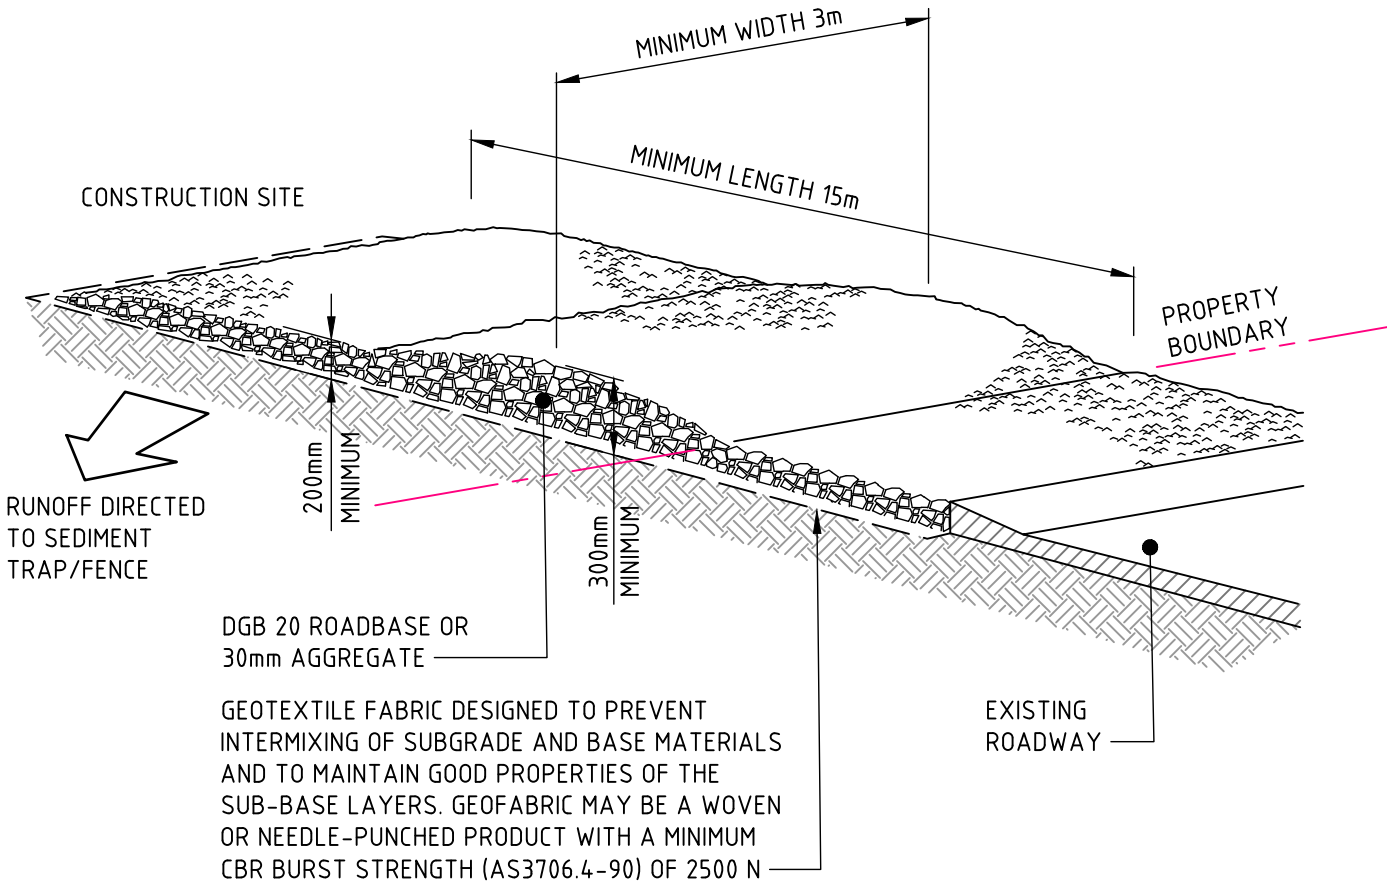 MINIMUM WIDTH 3m
MINIMUM LENGTH 15m
CONSTRUCTION SITE
PROPERTY
BOUNDARY
RUNOFF DIRECTED
TO SEDIMENT
TRAP/FENCE
200mm
MINIMUM
300mm
MINIMUM
DGB 20 ROADBASE OR
30mm AGGREGATE
GEOTEXTILE FABRIC DESIGNED TO PREVENT
INTERMIXING OF SUBGRADE AND BASE MATERIALS
AND TO MAINTAIN GOOD PROPERTIES OF THE
SUB-BASE LAYERS. GEOFABRIC MAY BE A WOVEN
OR NEEDLE-PUNCHED PRODUCT WITH A MINIMUM
CBR BURST STRENGTH (AS3706.4-90) OF 2500 N
EXISTING
ROADWAY